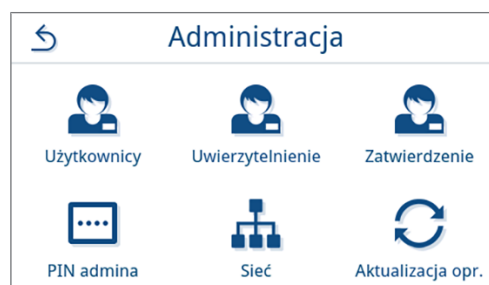 Administracja
Użytkownicy Uwierzytelnienie Zatwierdzenie
PIN admina Sieć Aktualizacja opr.